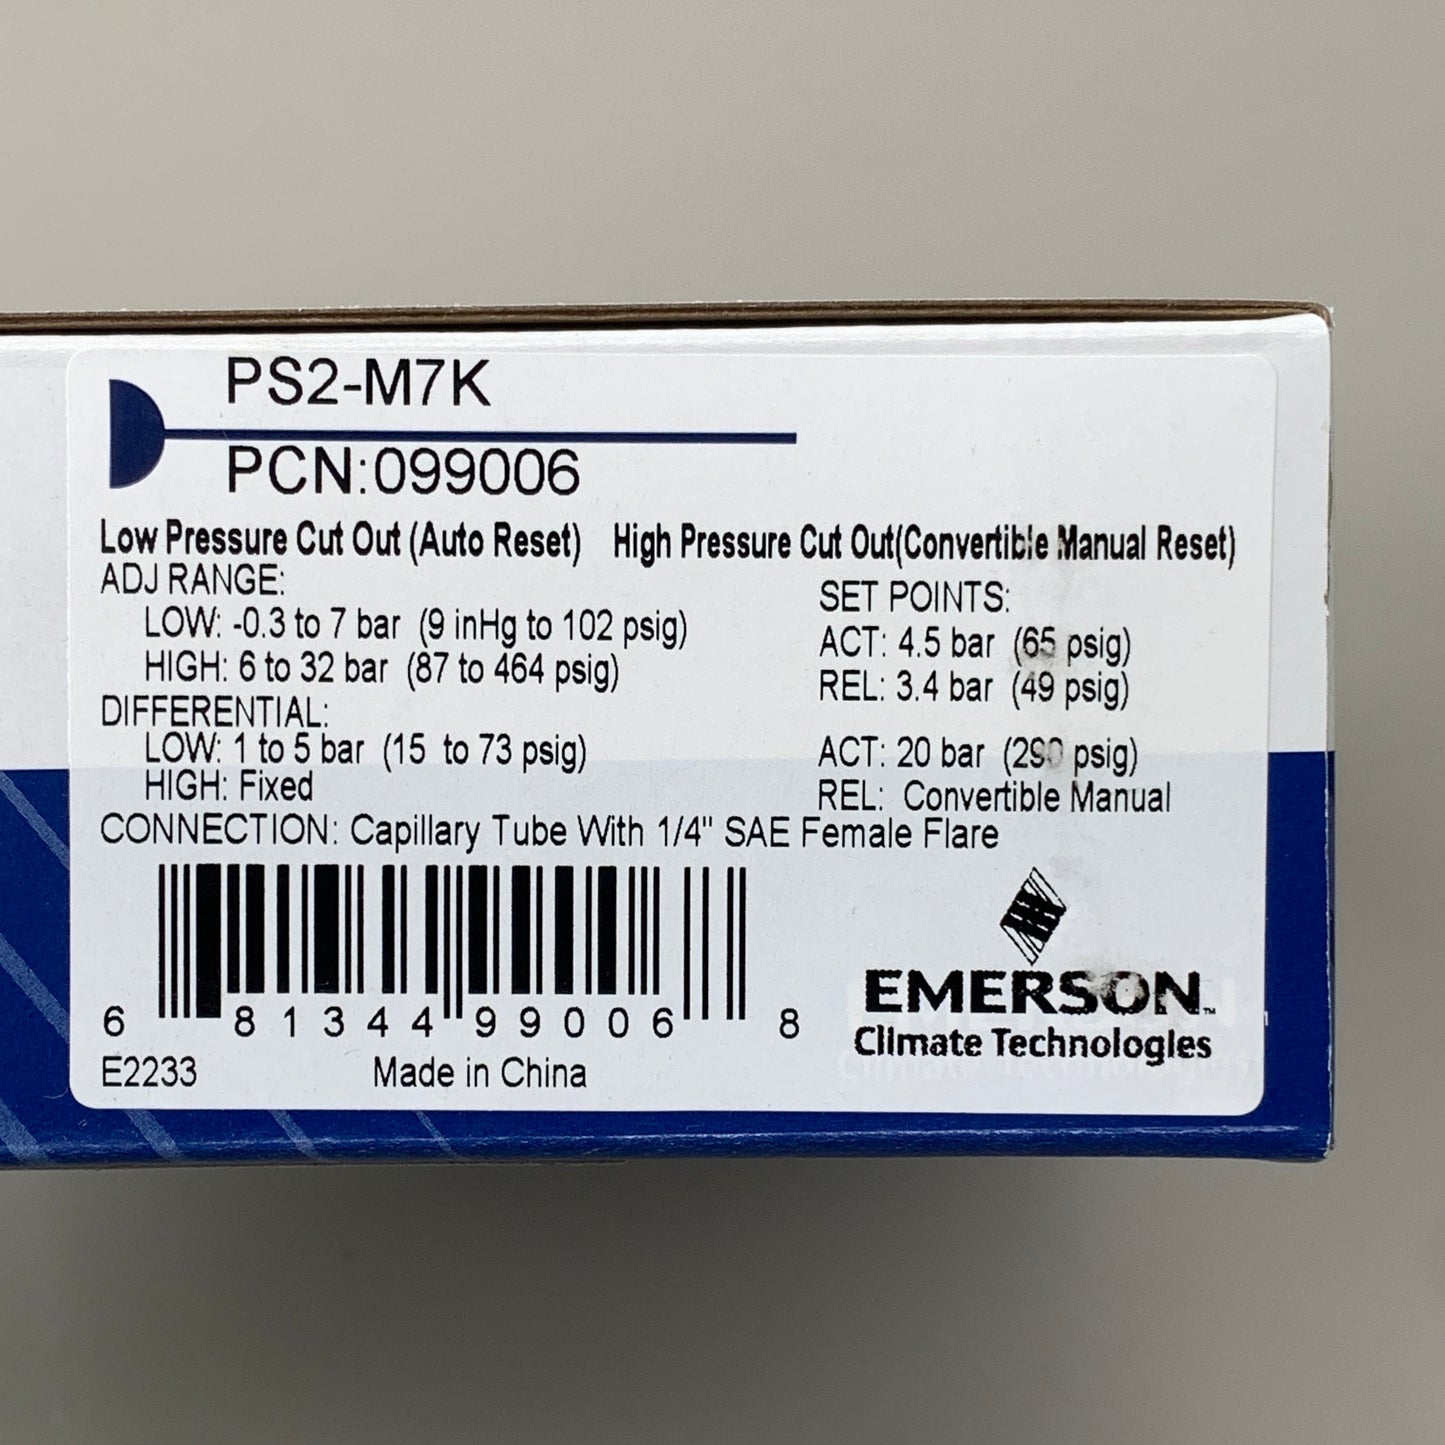 PS2-M7K
PCN:099006
Low Pressure Cut Out (Auto Reset) High Pressure Cut Out(Convertible Manual Reset)
ADJ RANGE:
LOW: -0.3 to 7 bar (9 inHg to 102 psig)
HIGH: 6 to 32 bar (87 to 464 psig)
DIFFERENTIAL:
LOW: 1 to 5 bar (15 to 73 psig)
HIGH: Fixed
SET POINTS:
ACT: 4.5 bar (65 psig)
REL: 3.4 bar (49 psig)
ACT: 20 bar (290 psig)
REL: Convertible Manual
CONNECTION: Capillary Tube With 1/4" SAE Female Flare
6 81344 99006 8
E2233 Made in China
EMERSON™
Climate Technologies